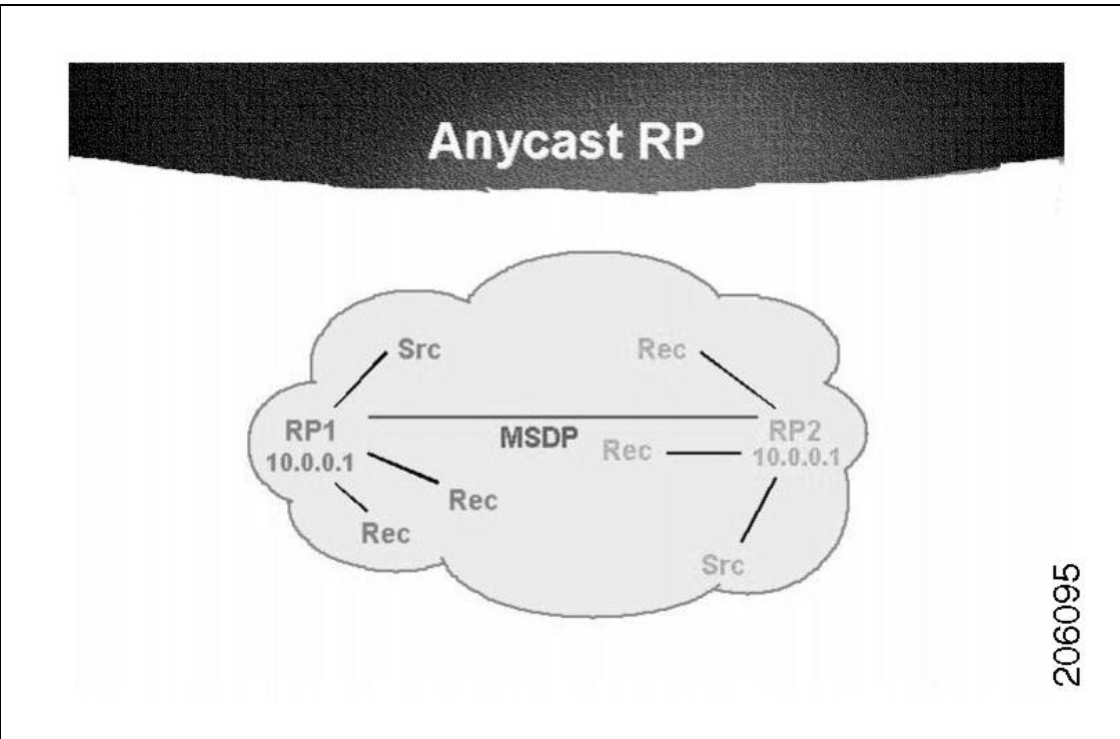 Anycast RP
Src
Rec
RP1
10.0.0.1
MSDP
Rec
RP2
10.0.0.1
Rec
Rec
Src
206095